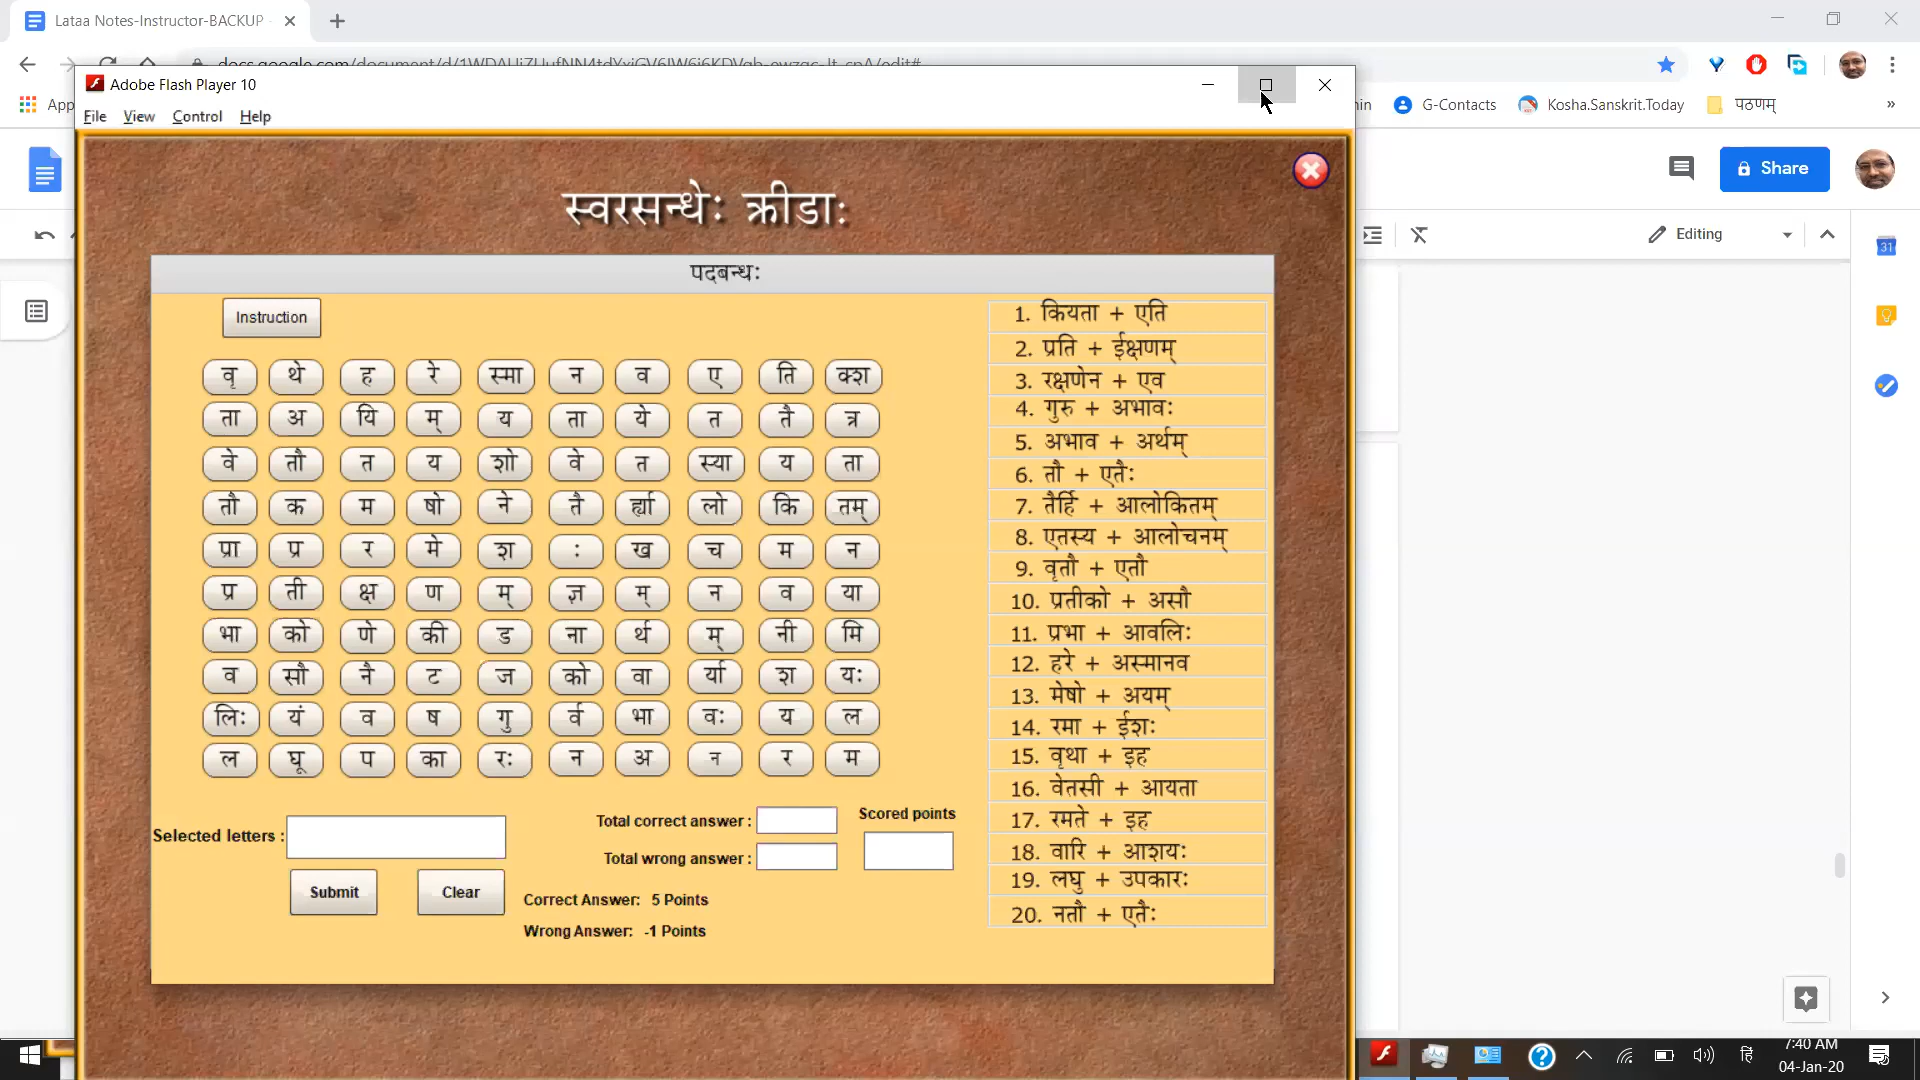 Lataa Notes-Instructor-BACKUP
Adobe Flash Player 10
File View Control Help
G-Contacts Kosha.Sanskrit.Today पठणम् »
Share
Editing
31
स्वरसन्धेः क्रीडाः
पदबन्धः
Instruction
वृ थे ह रे स्मा न व ए ति क्श
ता अ यि म् य ता ये त तै त्र
वे तौ त य शो वे त स्या य ता
तौ क म षो ने तै र्ह्या लो कि तम्
प्रा प्र र मे श ः ख च म न
प्र ती क्ष ण म् ज्ञ म् न व या
भा को णे की ड ना र्थ म् नी मि
व सौ नै ट ज को वा र्या श यः
लिः यं व ष गु र्व भा वः य ल
ल घू प का रः न अ न र म
1. कियता + एति
2. प्रति + ईक्षणम्
3. रक्षणेन + एव
4. गुरु + अभावः
5. अभाव + अर्थम्
6. तौ + एतैः
7. तैर्हि + आलोकितम्
8. एतस्य + आलोचनम्
9. वृतौ + एतौ
10. प्रतीको + असौ
11. प्रभा + आवलिः
12. हरे + अस्मानव
13. मेषो + अयम्
14. रमा + ईशः
15. वृथा + इह
16. वेतसी + आयता
17. रमते + इह
18. वारि + आशयः
19. लघु + उपकारः
20. नतौ + एतैः
Selected letters :
Submit Clear
Total correct answer :
Total wrong answer :
Scored points
Correct Answer: 5 Points
Wrong Answer: -1 Points
हि
7:40 AM
04-Jan-20